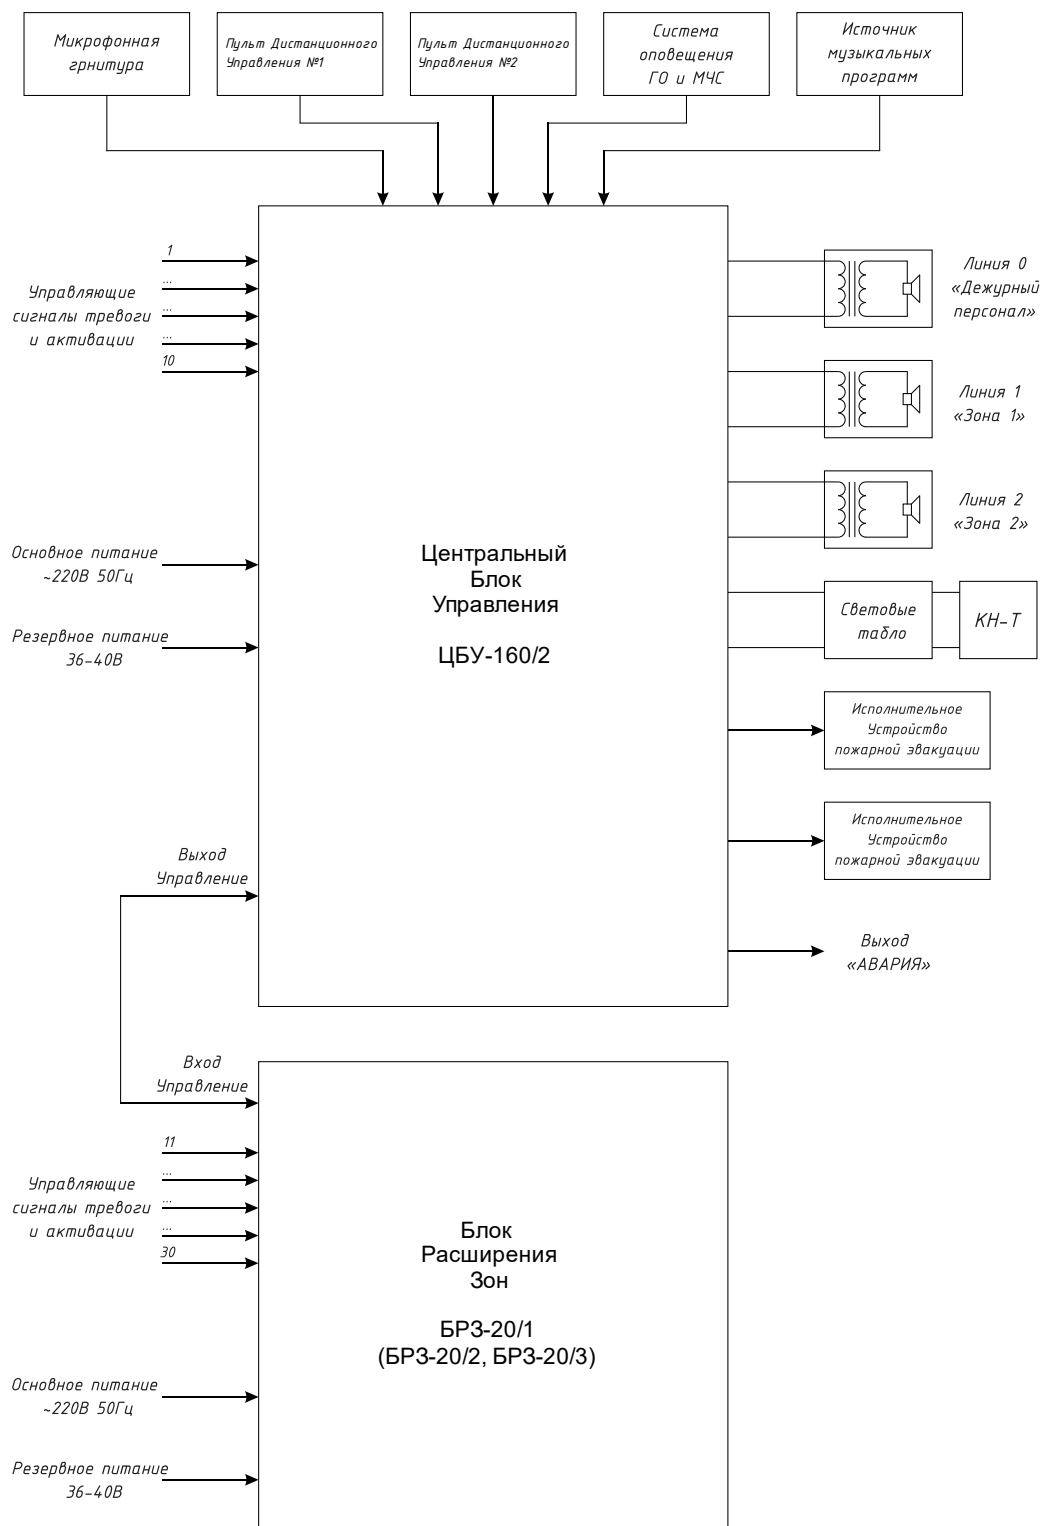 Микрофонная
грнитура
Пульт Дистанционного
Управления №1
Пульт Дистанционного
Управления №2
Система
оповещения
ГО и МЧС
Источник
музыкальных
программ
1
...
Управляющие
сигналы тревоги
...
и активации
...
10
Линия 0
«Дежурный
персонал»
Линия 1
«Зона 1»
Линия 2
«Зона 2»
Основное питание
~220В 50Гц
Резервное питание
36-40В
Центральный
Блок
Управления
ЦБУ-160/2
Световые
табло
КН-Т
Исполнительное
Устройство
пожарной эвакуации
Исполнительное
Устройство
пожарной эвакуации
Выход
Управление
Выход
«АВАРИЯ»
Вход
Управление
11
...
Управляющие
сигналы тревоги
...
и активации
...
30
Блок
Расширения
Зон
БРЗ-20/1
(БРЗ-20/2, БРЗ-20/3)
Основное питание
~220В 50Гц
Резервное питание
36-40В